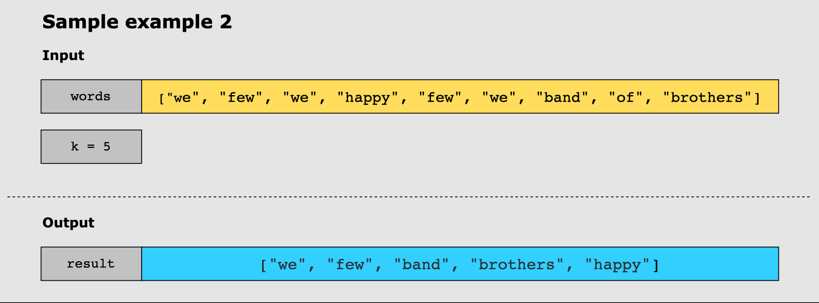 Sample example 2
Input
words ["we", "few", "we", "happy", "few", "we", "band", "of", "brothers"]
k = 5
Output
result ["we", "few", "band", "brothers", "happy"]